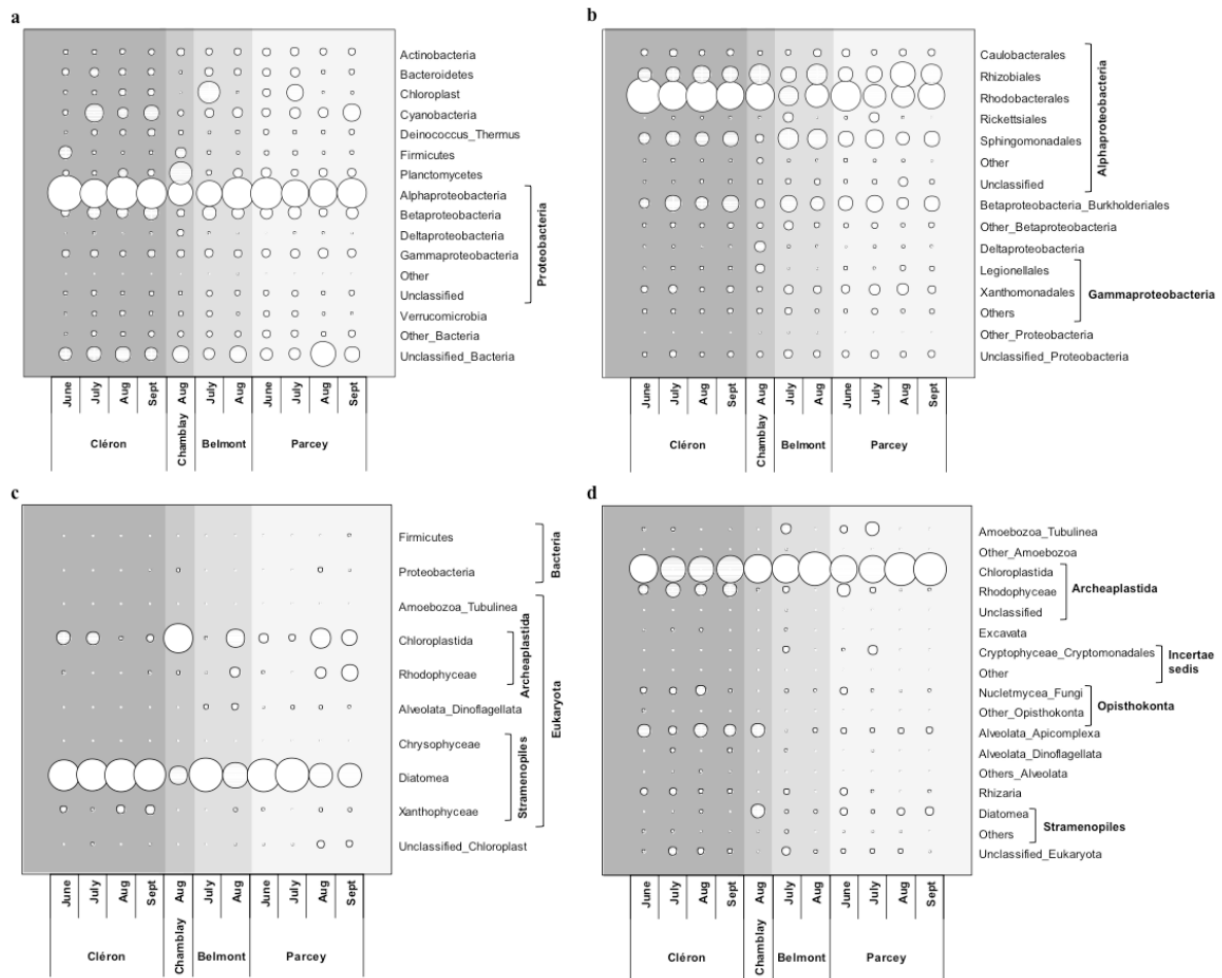 a
Actinobacteria
Bacteroidetes
Chloroplast
Cyanobacteria
Deinococcus_Thermus
Firmicutes
Planctomycetes
Alphaproteobacteria
Betaproteobacteria
Deltaproteobacteria
Gammaproteobacteria
Other
Unclassified
Proteobacteria
Verrucomicrobia
Other_Bacteria
Unclassified_Bacteria
June July Aug Sept Aug July Aug June July Aug Sept
Cléron Chamblay Belmont Parcey
b
Caulobacterales
Rhizobiales
Rhodobacterales
Rickettsiales
Sphingomonadales
Other
Unclassified
Alphaproteobacteria
Betaproteobacteria_Burkholderiales
Other_Betaproteobacteria
Deltaproteobacteria
Legionellales
Xanthomonadales
Others
Gammaproteobacteria
Other_Proteobacteria
Unclassified_Proteobacteria
June July Aug Sept Aug July Aug June July Aug Sept
Cléron Chamblay Belmont Parcey
c
Firmicutes
Proteobacteria
Bacteria
Amoebozoa_Tubulinea
Chloroplastida
Rhodophyceae
Archeaplastida
Alveolata_Dinoflagellata
Chrysophyceae
Diatomea
Xanthophyceae
Stramenopiles
Eukaryota
Unclassified_Chloroplast
June July Aug Sept Aug July Aug June July Aug Sept
Cléron Chamblay Belmont Parcey
d
Amoebozoa_Tubulinea
Other_Amoebozoa
Chloroplastida
Rhodophyceae
Unclassified
Archeaplastida
Excavata
Cryptophyceae_Cryptomonadales
Other
Incertae
sedis
Nucletmycea_Fungi
Other_Opisthokonta
Opisthokonta
Alveolata_Apicomplexa
Alveolata_Dinoflagellata
Others_Alveolata
Rhizaria
Diatomea
Others
Stramenopiles
Unclassified_Eukaryota
June July Aug Sept Aug July Aug June July Aug Sept
Cléron Chamblay Belmont Parcey